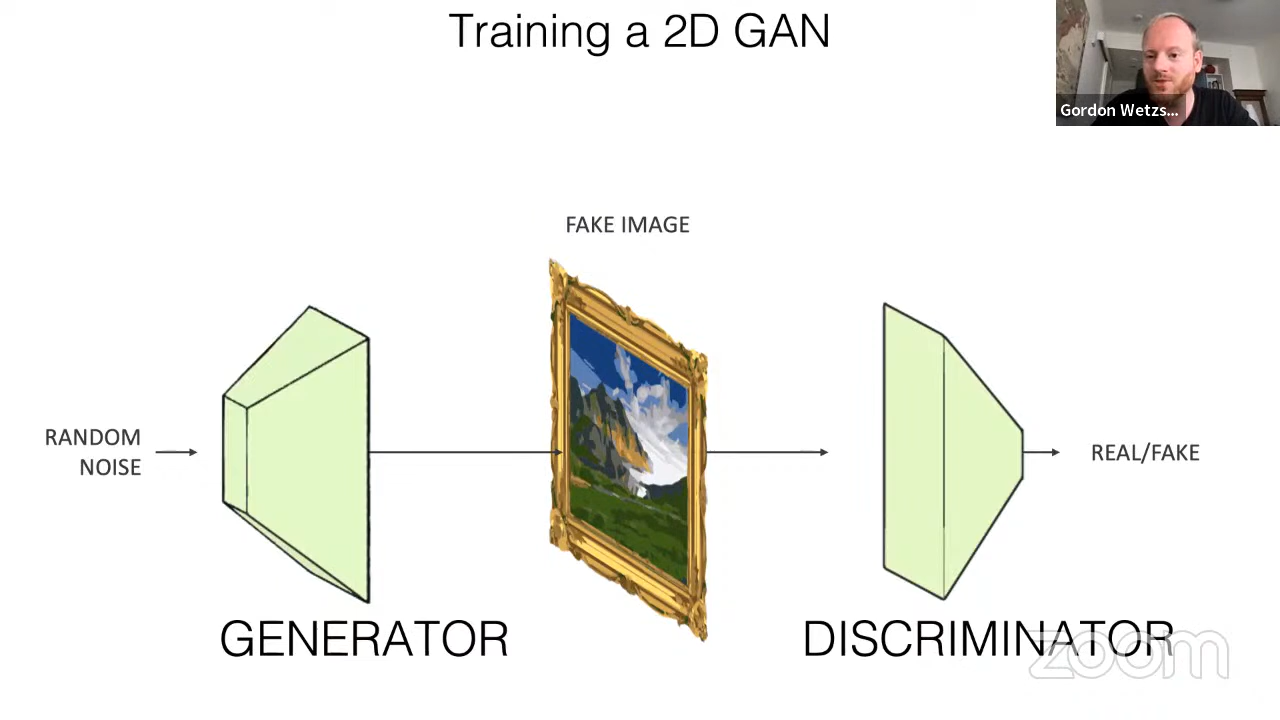 Training a 2D GAN
Gordon Wetzs...
FAKE IMAGE
RANDOM
NOISE
REAL/FAKE
GENERATOR
DISCRIMINATOR
zoom